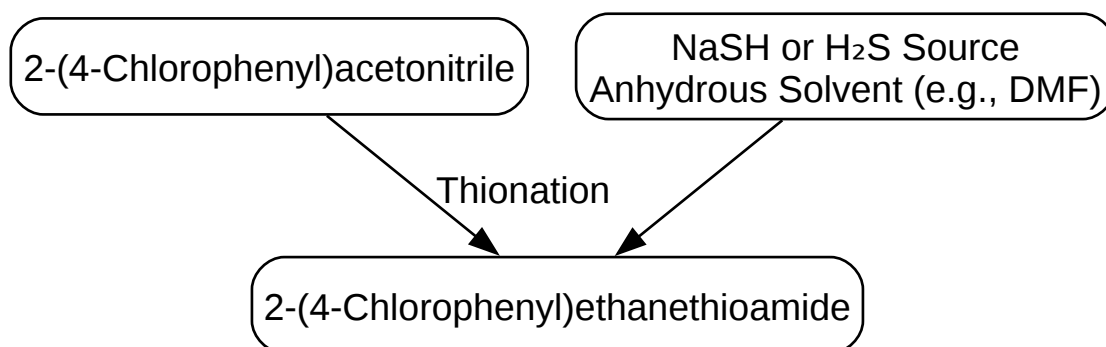 2-(4-Chlorophenyl)acetonitrile
NaSH or H₂S Source
Anhydrous Solvent (e.g., DMF)
Thionation
2-(4-Chlorophenyl)ethanethioamide